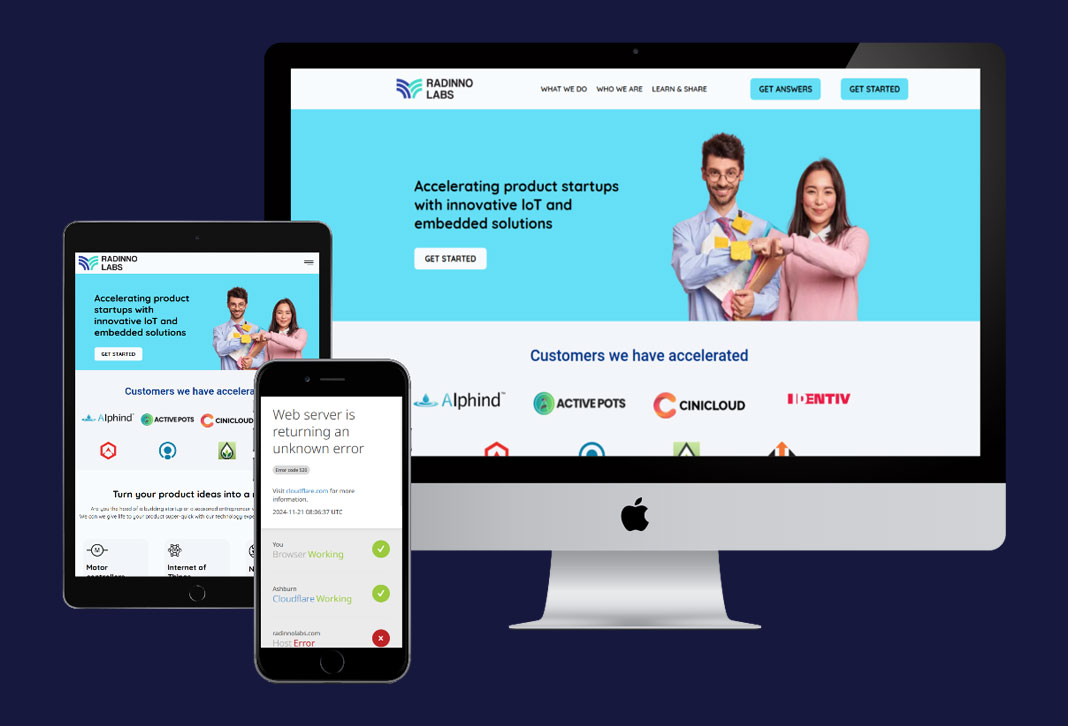 RADINNO
LABS
WHAT WE DO WHO WE ARE LEARN & SHARE
GET ANSWERS
GET STARTED
Accelerating product startups
with innovative IoT and
embedded solutions
GET STARTED
Customers we have accelerated
Alphind™
ACTIVE POTS
CINICLOUD
IDENTIV
RADINNO
LABS
Accelerating product
startups with
innovative IoT and
embedded solutions
GET STARTED
Customers we have accelera
Alphind
ACTIVE POTS
CINICLOUD
Turn your product ideas into a
Are you the head of a budding startup or a seasoned entrepreneur
We can we give life to your product super-quick with our technology
M
Motor
controllers
Internet of
Things
N
Web server is
returning an
unknown error
Error code 520
Visit cloudflare.com for more
information.
2024-11-21 08:06:37 UTC
You
Browser Working
Ashburn
Cloudflare Working
radinnolabs.com
Host Error